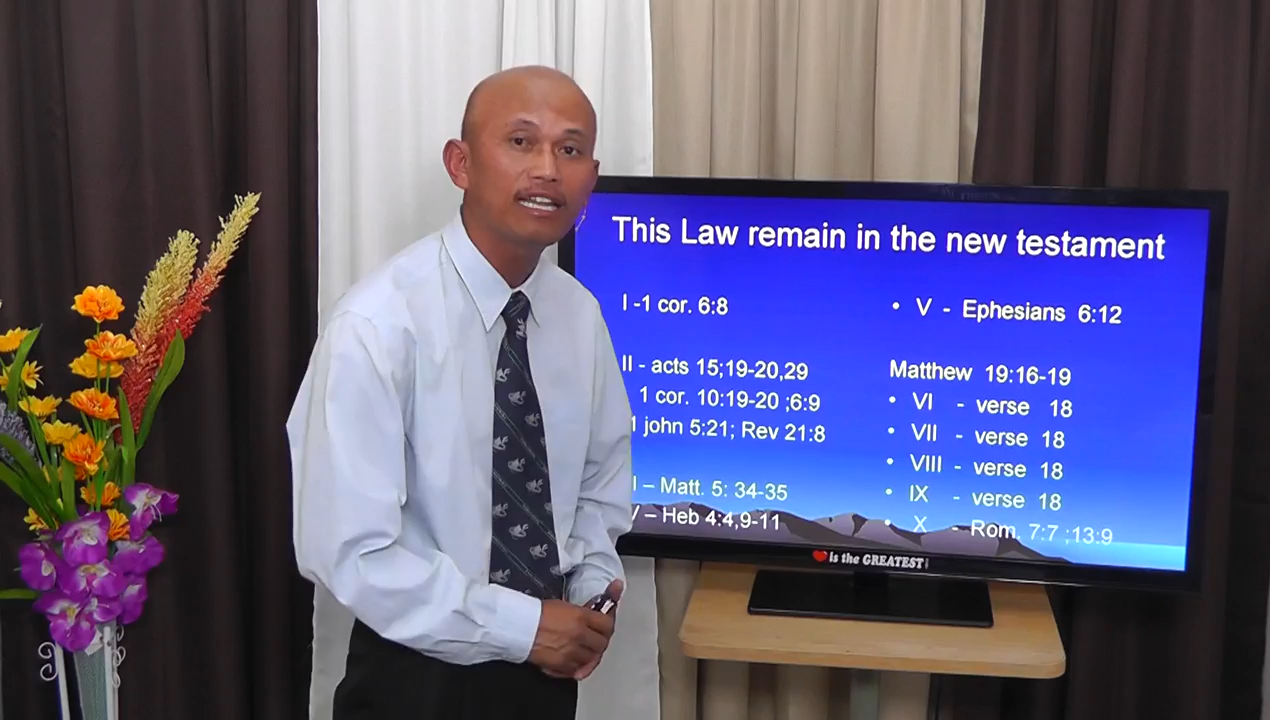 This Law remain in the new testament
I -1 cor. 6:8
II - acts 15;19-20,29
1 cor. 10:19-20 ;6:9
1 john 5:21; Rev 21:8
I – Matt. 5: 34-35
V – Heb 4:4,9-11
• V - Ephesians 6:12
Matthew 19:16-19
• VI - verse 18
• VII - verse 18
• VIII - verse 18
• IX - verse 18
• X - Rom. 7:7 ;13:9
❤is the GREATEST!